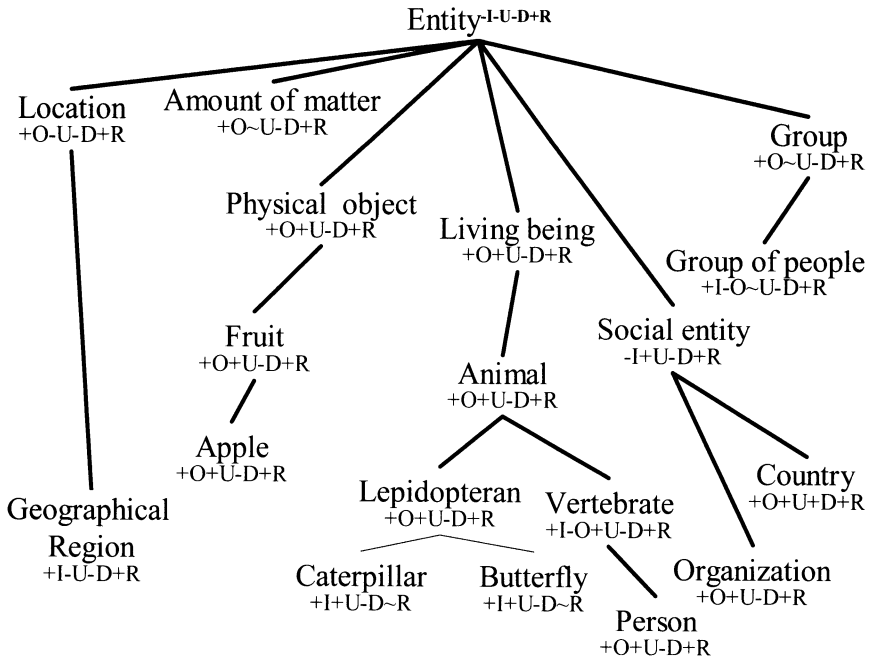 Entity-I-U-D+R
Location
+O-U-D+R
Amount of matter
+O~U-D+R
Group
+O~U-D+R
Physical object
+O+U-D+R
Living being
+O+U-D+R
Group of people
+I-O~U-D+R
Fruit
+O+U-D+R
Social entity
-I+U-D+R
Animal
+O+U-D+R
Apple
+O+U-D+R
Country
+O+U+D+R
Lepidopteran
+O+U-D+R
Vertebrate
+I-O+U-D+R
Geographical
Region
+I-U-D+R
Caterpillar
+I+U-D~R
Butterfly
+I+U-D~R
Organization
+O+U-D+R
Person
+O+U-D+R